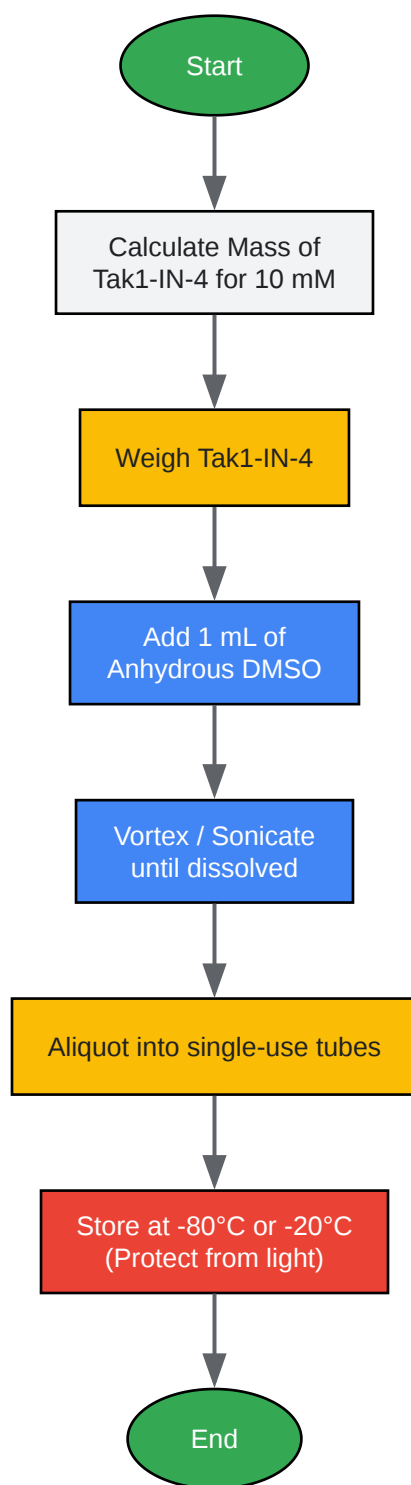 Start
Calculate Mass of
Tak1-IN-4 for 10 mM
Weigh Tak1-IN-4
Add 1 mL of
Anhydrous DMSO
Vortex / Sonicate
until dissolved
Aliquot into single-use tubes
Store at -80°C or -20°C
(Protect from light)
End